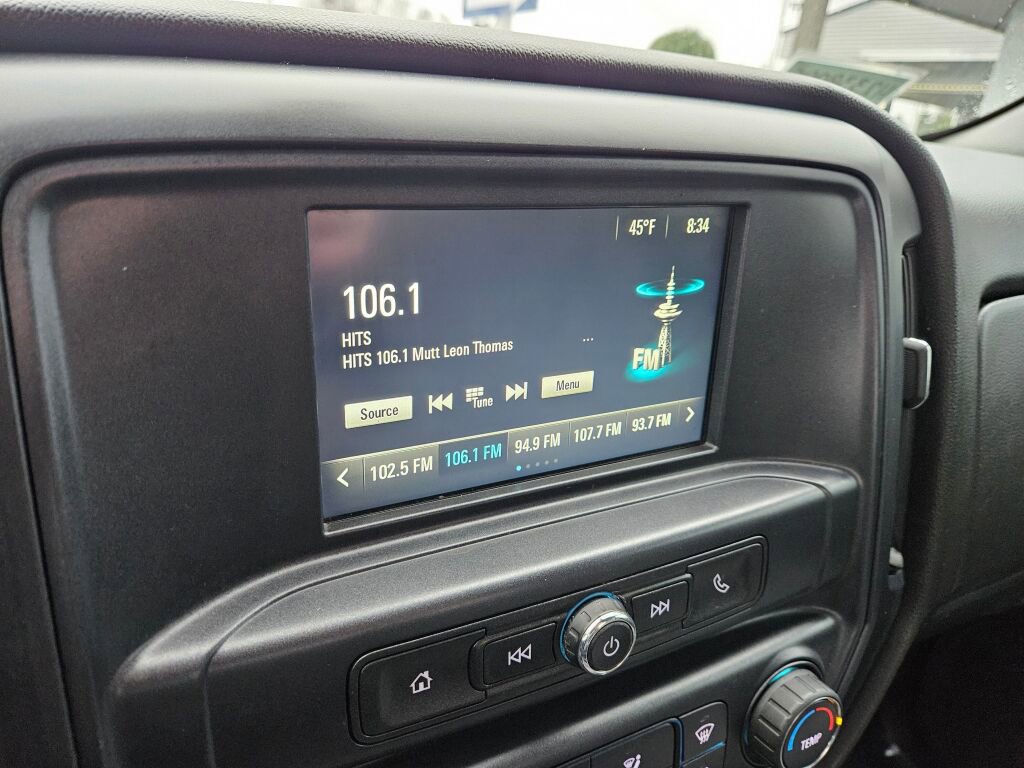 45°F 8:34
106.1
HITS
HITS 106.1 Mutt Leon Thomas ...
FM
Source Tune Menu
102.5 FM 106.1 FM 94.9 FM 107.7 FM 93.7 FM
TEMP